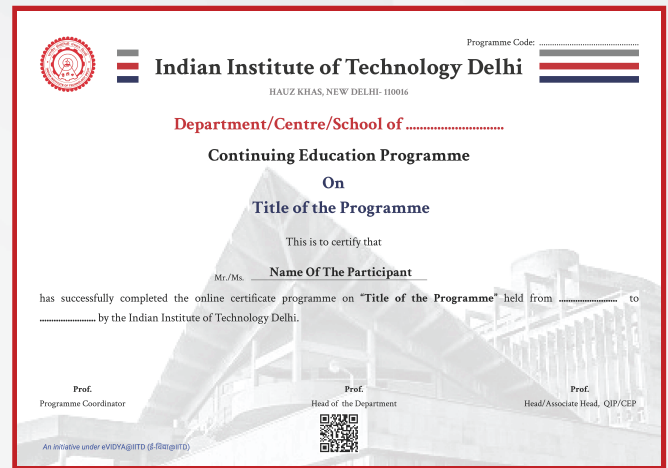 Programme Code: ........................................
Indian Institute of Technology Delhi
HAUZ KHAS, NEW DELHI- 110016
Department/Centre/School of ............................
Continuing Education Programme
On
Title of the Programme
This is to certify that
Mr./Ms. Name Of The Participant
has successfully completed the online certificate programme on “Title of the Programme” held from ......................... to
........................ by the Indian Institute of Technology Delhi.
Prof. Prof. Prof.
Programme Coordinator Head of the Department Head/Associate Head, QIP/CEP
An initiative under eVIDYA@IITD (ई-विद्या@IITD)